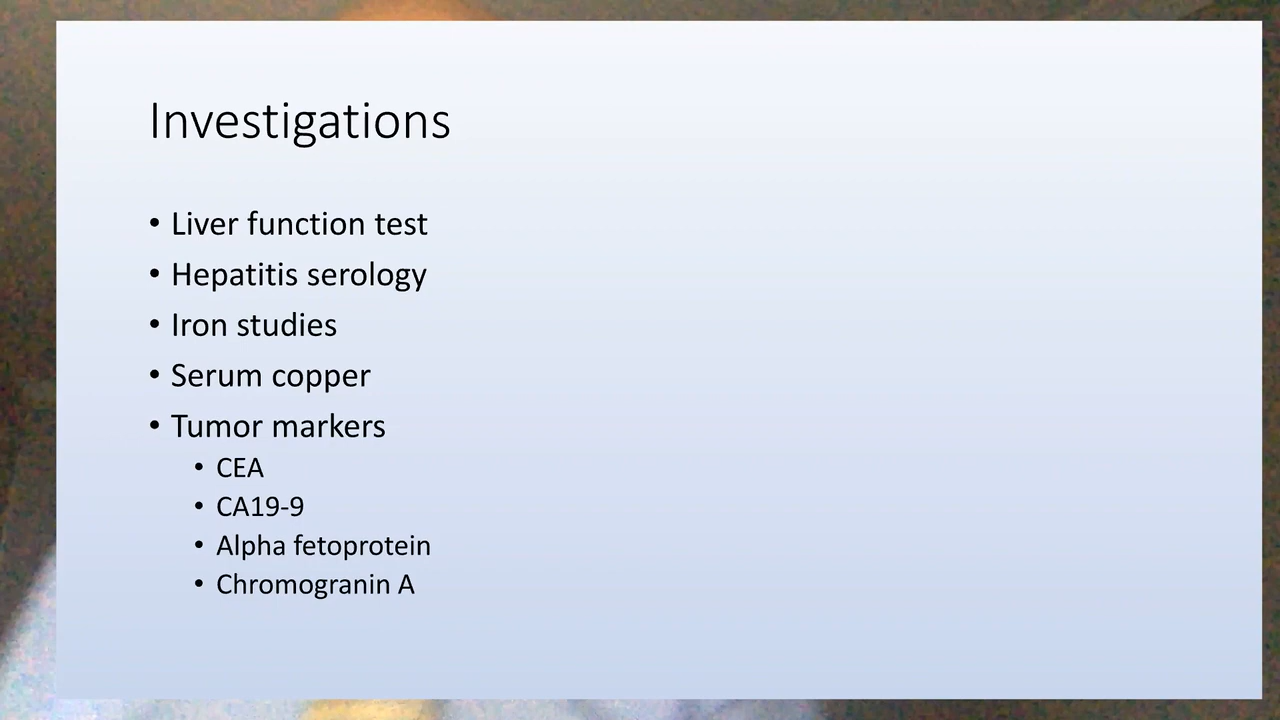 Investigations
• Liver function test
• Hepatitis serology
• Iron studies
• Serum copper
• Tumor markers
• CEA
• CA19-9
• Alpha fetoprotein
• Chromogranin A